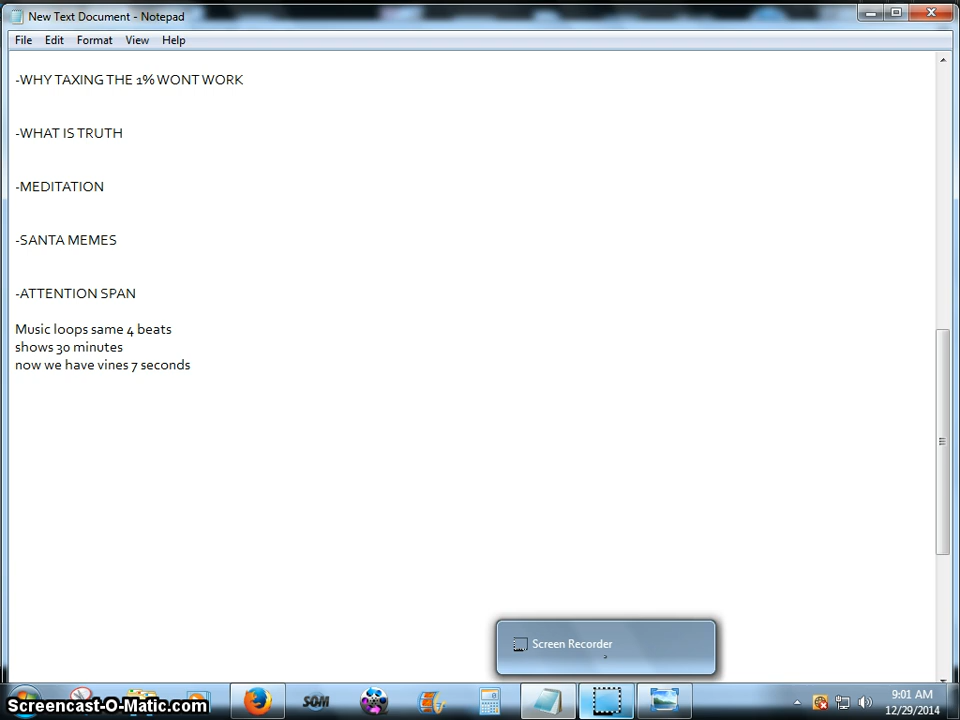 New Text Document - Notepad
File Edit Format View Help
-WHY TAXING THE 1% WONT WORK
-WHAT IS TRUTH
-MEDITATION
-SANTA MEMES
-ATTENTION SPAN
Music loops same 4 beats
shows 30 minutes
now we have vines 7 seconds
Screen Recorder
SOM
9:01 AM
12/29/2014
Screencast-O-Matic.com